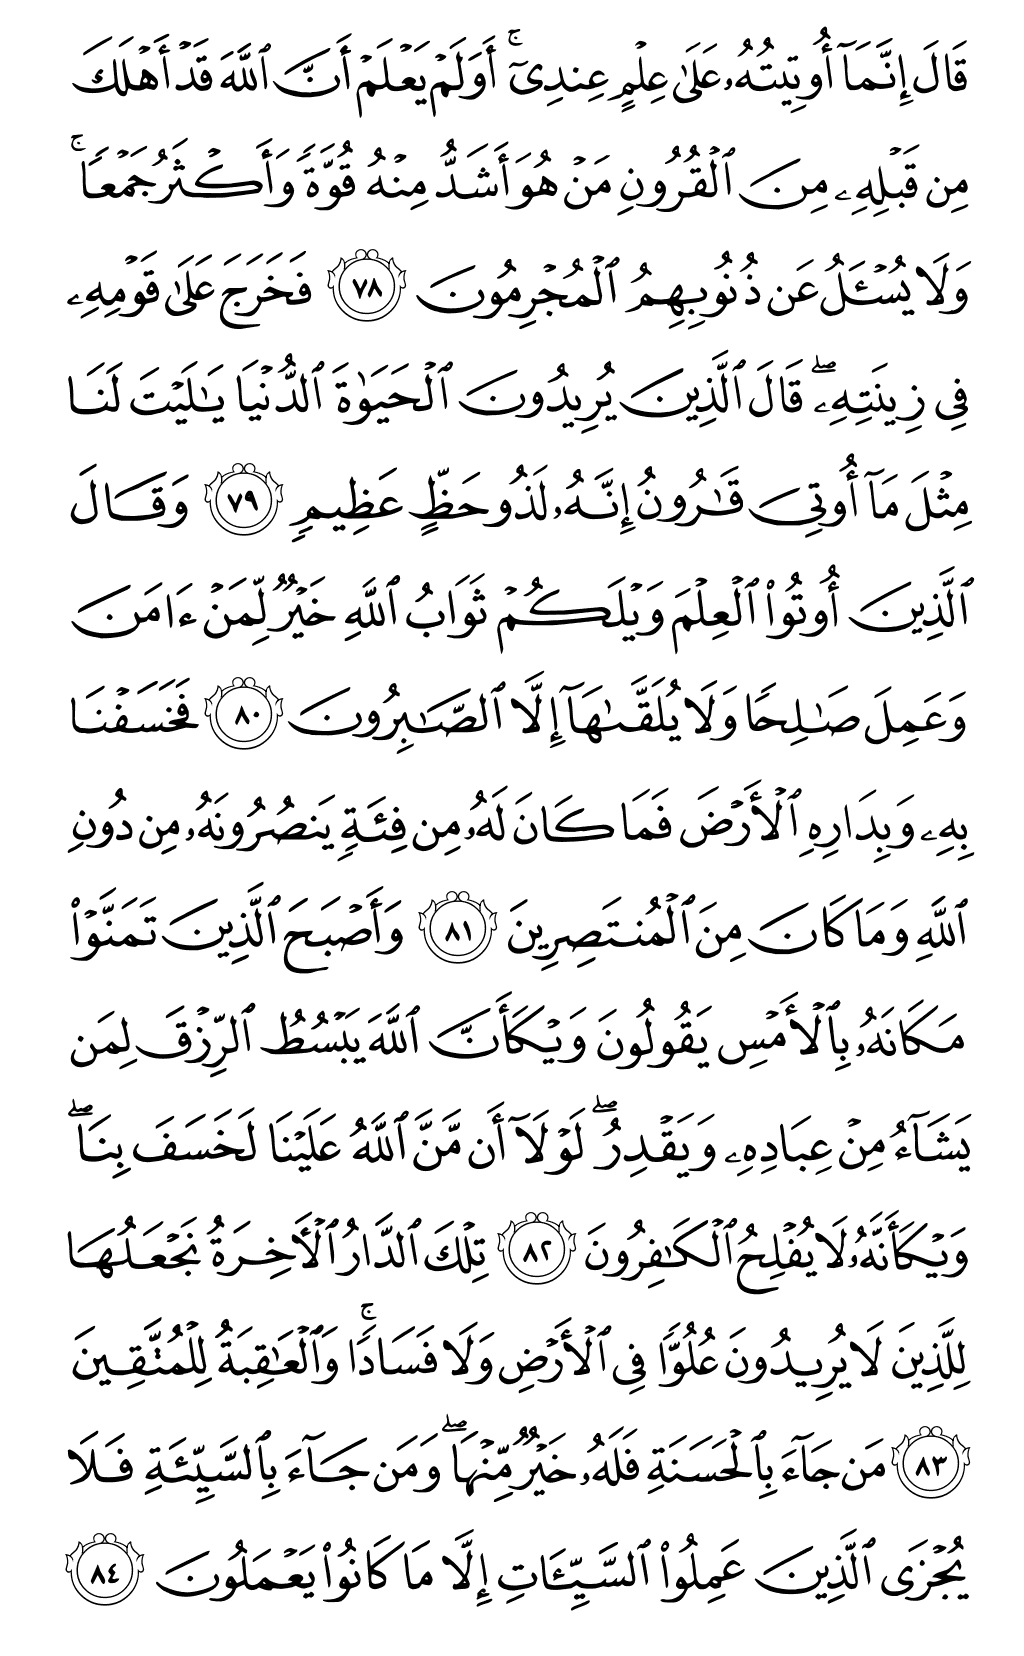 قَالَ إِنَّمَآ أُوتِيتُهُۥ عَلَىٰ عِلْمٍ عِندِىٓ ۚ أَوَلَمْ يَعْلَمْ أَنَّ ٱللَّهَ قَدْ أَهْلَكَ
مِن قَبْلِهِۦ مِنَ ٱلْقُرُونِ مَنْ هُوَ أَشَدُّ مِنْهُ قُوَّةً وَأَكْثَرُ جَمْعًا ۚ
وَلَا يُسْـَٔلُ عَن ذُنُوبِهِمُ ٱلْمُجْرِمُونَ ٧٨ فَخَرَجَ عَلَىٰ قَوْمِهِۦ
فِى زِينَتِهِۦ ۖ قَالَ ٱلَّذِينَ يُرِيدُونَ ٱلْحَيَوٰةَ ٱلدُّنْيَا يَـٰلَيْتَ لَنَا
مِثْلَ مَآ أُوتِىَ قَـٰرُونُ إِنَّهُۥ لَذُو حَظٍّ عَظِيمٍ ٧٩ وَقَالَ
ٱلَّذِينَ أُوتُوا۟ ٱلْعِلْمَ وَيْلَكُمْ ثَوَابُ ٱللَّهِ خَيْرٌ لِّمَنْ ءَامَنَ
وَعَمِلَ صَـٰلِحًا وَلَا يُلَقَّىٰهَآ إِلَّا ٱلصَّـٰبِرُونَ ٨٠ فَخَسَفْنَا
بِهِۦ وَبِدَارِهِ ٱلْأَرْضَ فَمَا كَانَ لَهُۥ مِن فِئَةٍ يَنصُرُونَهُۥ مِن دُونِ
ٱللَّهِ وَمَا كَانَ مِنَ ٱلْمُنتَصِرِينَ ٨١ وَأَصْبَحَ ٱلَّذِينَ تَمَنَّوْا۟
مَكَانَهُۥ بِٱلْأَمْسِ يَقُولُونَ وَيْكَأَنَّ ٱللَّهَ يَبْسُطُ ٱلرِّزْقَ لِمَن
يَشَآءُ مِنْ عِبَادِهِۦ وَيَقْدِرُ ۖ لَوْلَآ أَن مَّنَّ ٱللَّهُ عَلَيْنَا لَخَسَفَ بِنَا ۖ
وَيْكَأَنَّهُۥ لَا يُفْلِحُ ٱلْكَـٰفِرُونَ ٨٢ تِلْكَ ٱلدَّارُ ٱلْأَخِرَةُ نَجْعَلُهَا
لِلَّذِينَ لَا يُرِيدُونَ عُلُوًّا فِى ٱلْأَرْضِ وَلَا فَسَادًا ۚ وَٱلْعَـٰقِبَةُ لِلْمُتَّقِينَ
٨٣ مَن جَآءَ بِٱلْحَسَنَةِ فَلَهُۥ خَيْرٌ مِّنْهَا ۖ وَمَن جَآءَ بِٱلسَّيِّئَةِ فَلَا
يُجْزَى ٱلَّذِينَ عَمِلُوا۟ ٱلسَّيِّـَٔاتِ إِلَّا مَا كَانُوا۟ يَعْمَلُونَ ٨٤